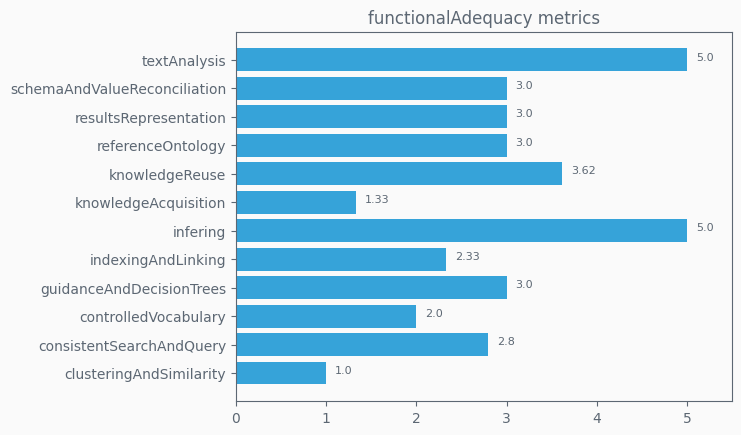 functionalAdequacy metrics
textAnalysis 5.0
schemaAndValueReconciliation 3.0
resultsRepresentation 3.0
referenceOntology 3.0
knowledgeReuse 3.62
knowledgeAcquisition 1.33
infering 5.0
indexingAndLinking 2.33
guidanceAndDecisionTrees 3.0
controlledVocabulary 2.0
consistentSearchAndQuery 2.8
clusteringAndSimilarity 1.0
0 1 2 3 4 5